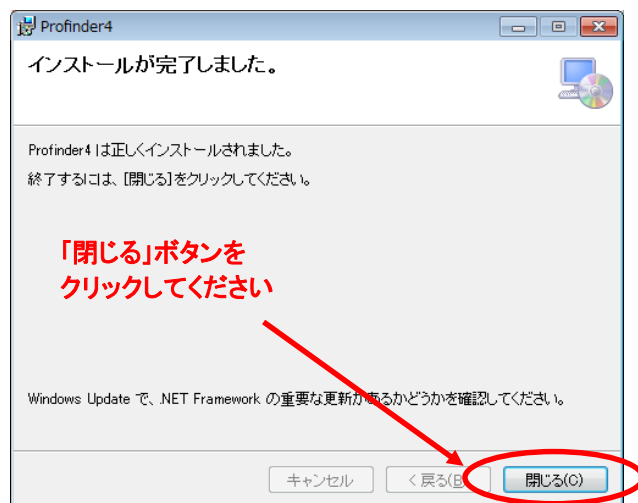 Profinder4
インストールが完了しました。
Profinder4 は正しくインストールされました。
終了するには、[閉じる]をクリックしてください。
「閉じる」ボタンを
クリックしてください
Windows Update で、.NET Framework の重要な更新があるかどうかを確認してください。
キャンセル
< 戻る(B)
閉じる(C)